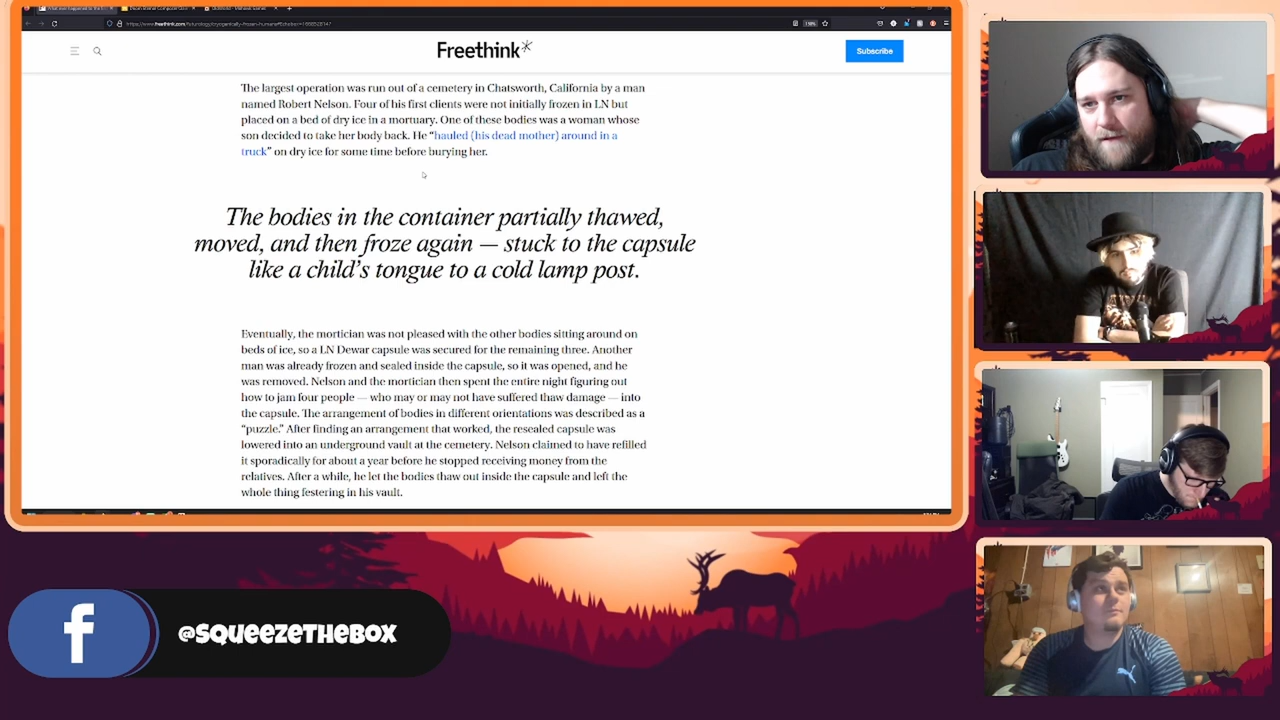 https://www.freethink.com/futurology/cryogenically-frozen-humans
Freethink*
Subscribe
The largest operation was run out of a cemetery in Chatsworth, California by a man
named Robert Nelson. Four of his first clients were not initially frozen in LN but
placed on a bed of dry ice in a mortuary. One of these bodies was a woman whose
son decided to take her body back. He “hauled (his dead mother) around in a
truck” on dry ice for some time before burying her.
The bodies in the container partially thawed,
moved, and then froze again — stuck to the capsule
like a child’s tongue to a cold lamp post.
Eventually, the mortician was not pleased with the other bodies sitting around on
beds of ice, so a LN Dewar capsule was secured for the remaining three. Another
man was already frozen and sealed inside the capsule, so it was opened, and he
was removed. Nelson and the mortician then spent the entire night figuring out
how to jam four people — who may or may not have suffered thaw damage — into
the capsule. The arrangement of bodies in different orientations was described as a
“puzzle.” After finding an arrangement that worked, the resealed capsule was
lowered into an underground vault at the cemetery. Nelson claimed to have refilled
it sporadically for about a year before he stopped receiving money from the
relatives. After a while, he let the bodies thaw out inside the capsule and left the
whole thing festering in his vault.
f
@SQUEEZETHEBOX